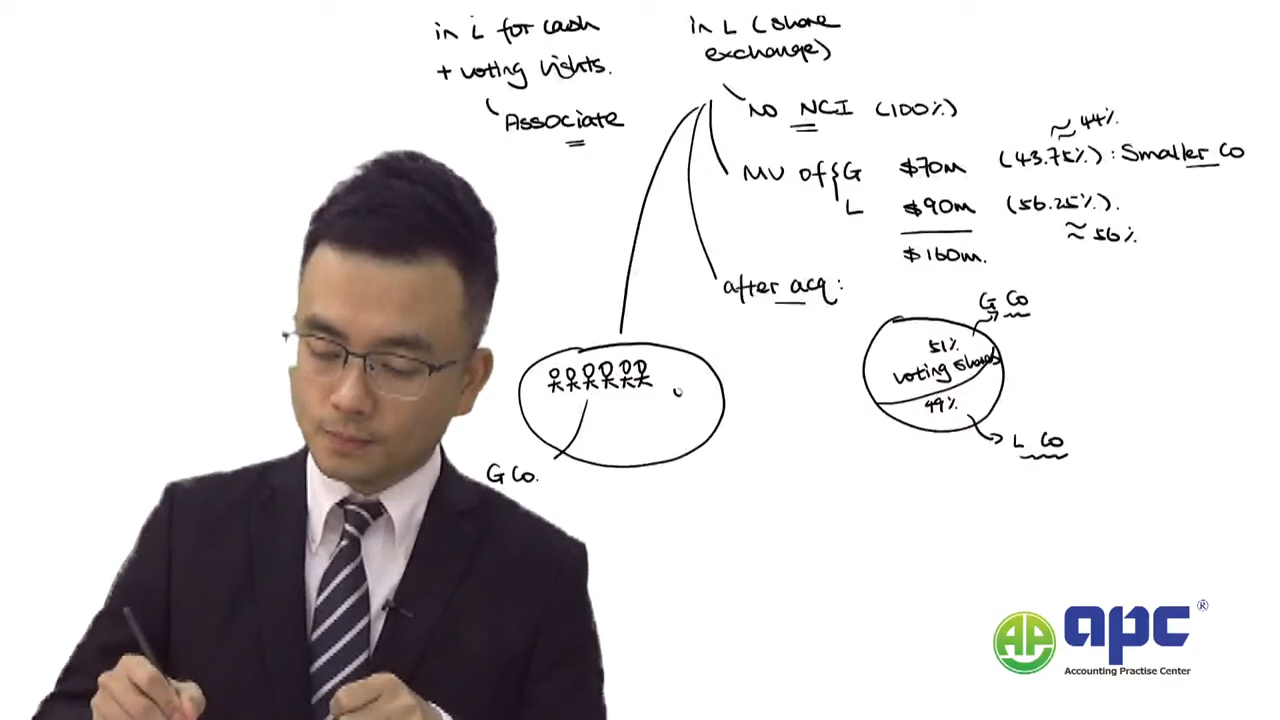 in i for cash
+ voting rights.
Associate
in L (share
exchange)
No NCI (100%)
≈ 44%
MV of { G $70m (43.75%) : Smaller Co
L $90m (56.25%).
≈ 56%
$160m.
after acq:
G Co
51%
voting shares
49%
L Co
G Co.
AP
apc®
Accounting Practise Center